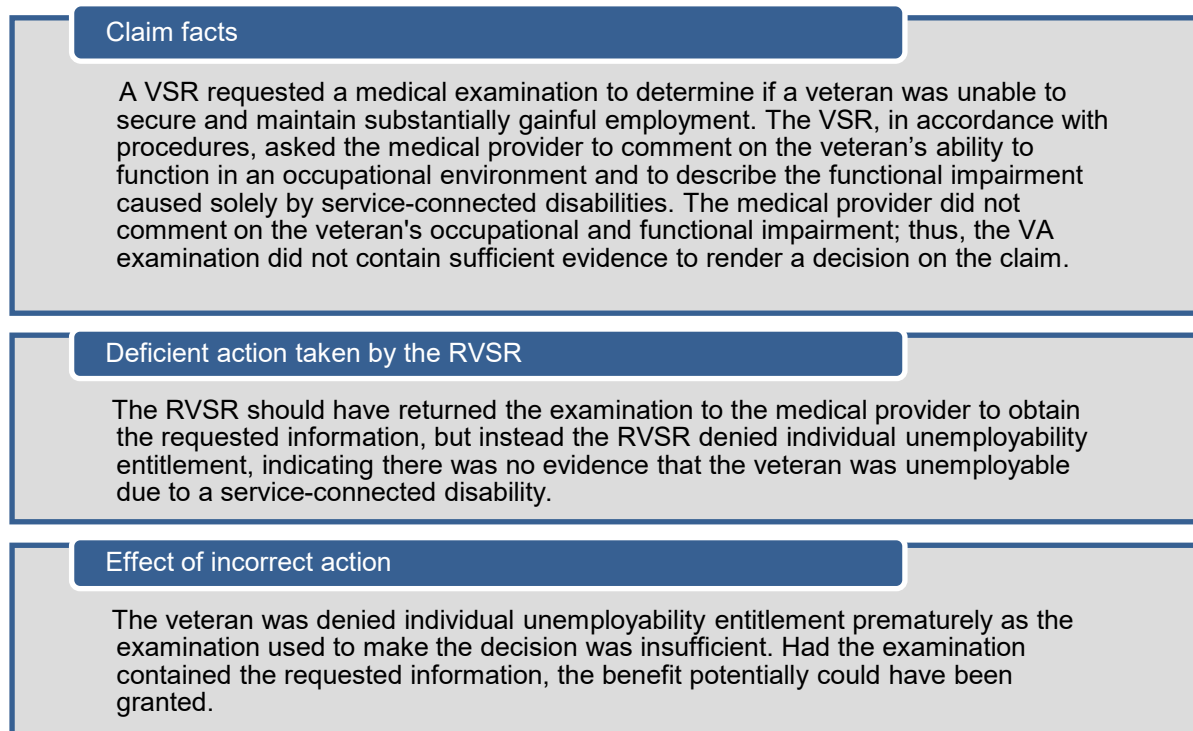 Claim facts
A VSR requested a medical examination to determine if a veteran was unable to
secure and maintain substantially gainful employment. The VSR, in accordance with
procedures, asked the medical provider to comment on the veteran’s ability to
function in an occupational environment and to describe the functional impairment
caused solely by service-connected disabilities. The medical provider did not
comment on the veteran's occupational and functional impairment; thus, the VA
examination did not contain sufficient evidence to render a decision on the claim.
Deficient action taken by the RVSR
The RVSR should have returned the examination to the medical provider to obtain
the requested information, but instead the RVSR denied individual unemployability
entitlement, indicating there was no evidence that the veteran was unemployable
due to a service-connected disability.
Effect of incorrect action
The veteran was denied individual unemployability entitlement prematurely as the
examination used to make the decision was insufficient. Had the examination
contained the requested information, the benefit potentially could have been
granted.